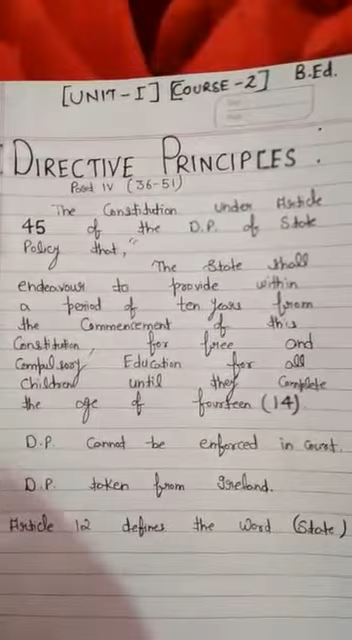 [UNIT-I] [COURSE-2] B.Ed.
DIRECTIVE PRINCIPLES.
Part IV (36-51)
The Constitution under Article
45 of the D.P. of State
Policy that, "
The State shall
endeavour to provide within
a period of ten years from
the Commencement of this
Constitution, for free and
Compulsory Education for all
Children until they Complete
the age of fourteen (14).
D.P. Cannot be enforced in Court.
D.P. taken from Ireland.
Article 12 defines the word (State)